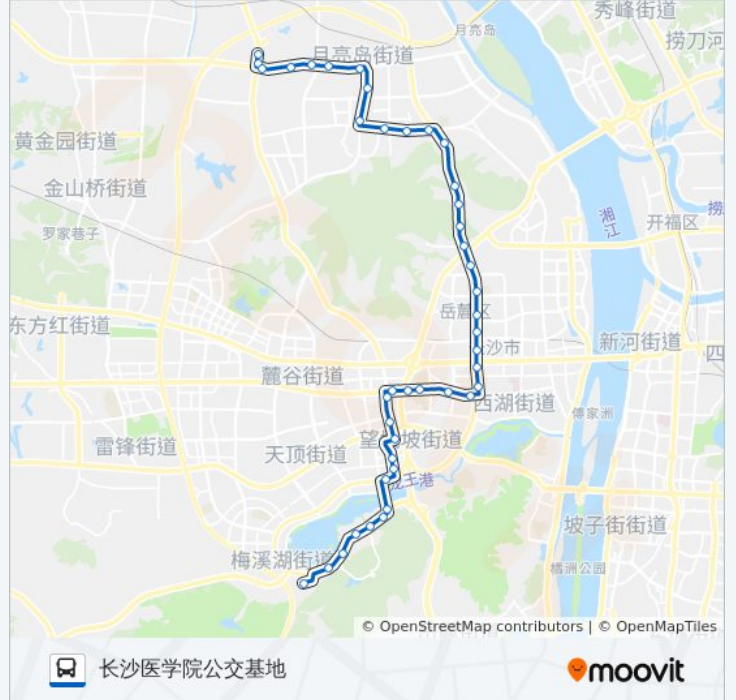 秀峰街道
月亮岛
月亮岛街道
捞刀河
黄金园街道
金山桥街道
捞
湘江
开福区
罗家巷子
岳麓区
东方红街道
新河街道
长沙市
四
麓谷街道
西湖街道
傅家洲
望城坡街道
雷锋街道
天顶街道
龙王港
坡子街街道
梅溪湖街道
橘洲公园
© OpenStreetMap contributors | © OpenMapTiles
长沙医学院公交基地
moovit